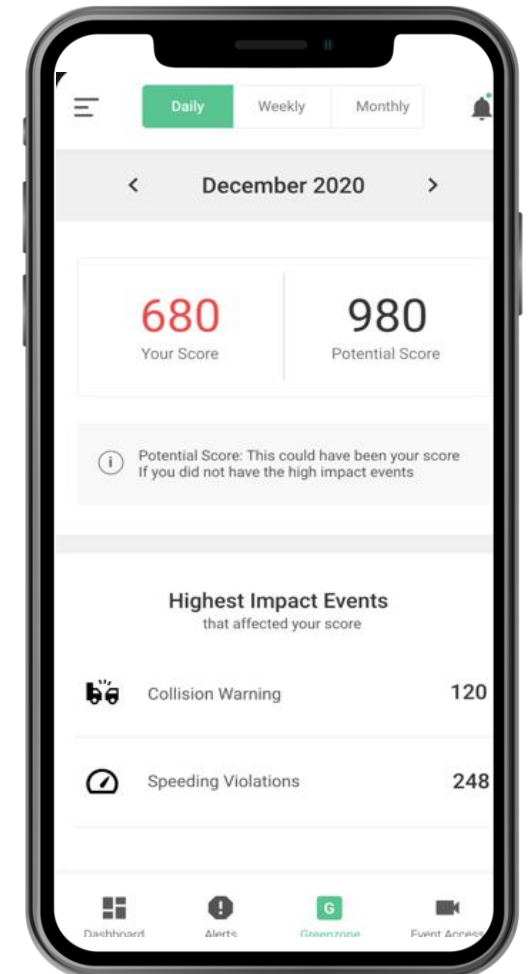 Daily Weekly Monthly
< December 2020 >
680 980
Your Score Potential Score
i Potential Score: This could have been your score
If you did not have the high impact events
Highest Impact Events
that affected your score
Collision Warning 120
Speeding Violations 248
G
Dashboard Alerts Greenzone Event Access